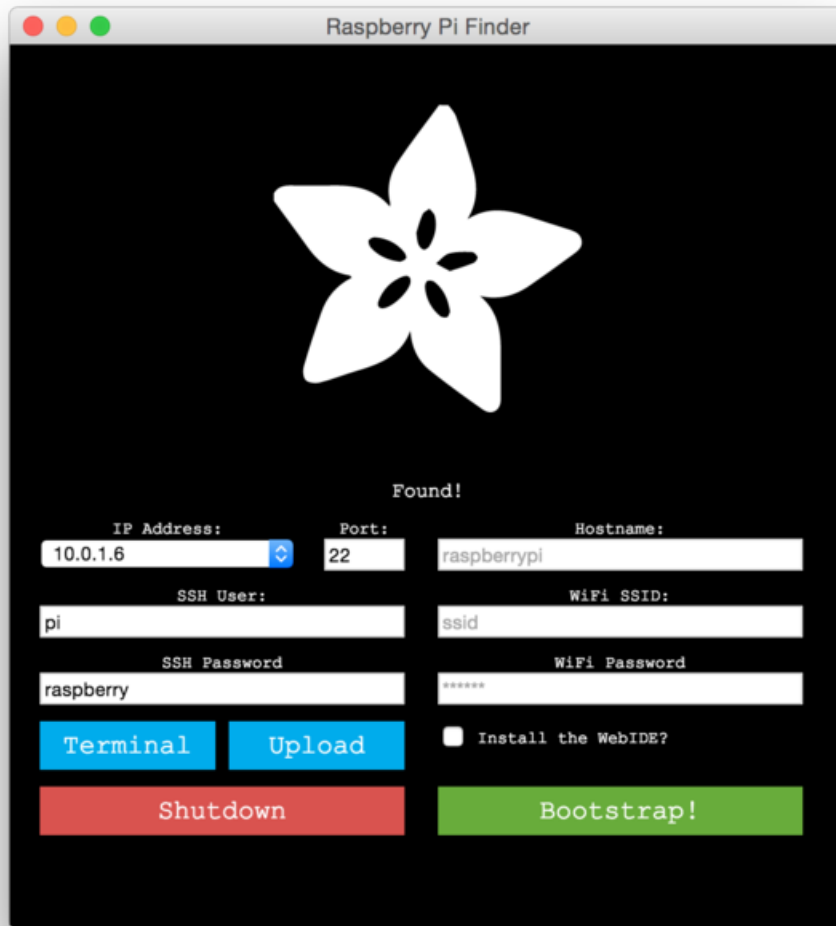 Raspberry Pi Finder
Found!
IP Address: Port: Hostname:
10.0.1.6 22 raspberrypi
SSH User: WiFi SSID:
pi ssid
SSH Password WiFi Password
raspberry ******
Terminal Upload Install the WebIDE?
Shutdown Bootstrap!